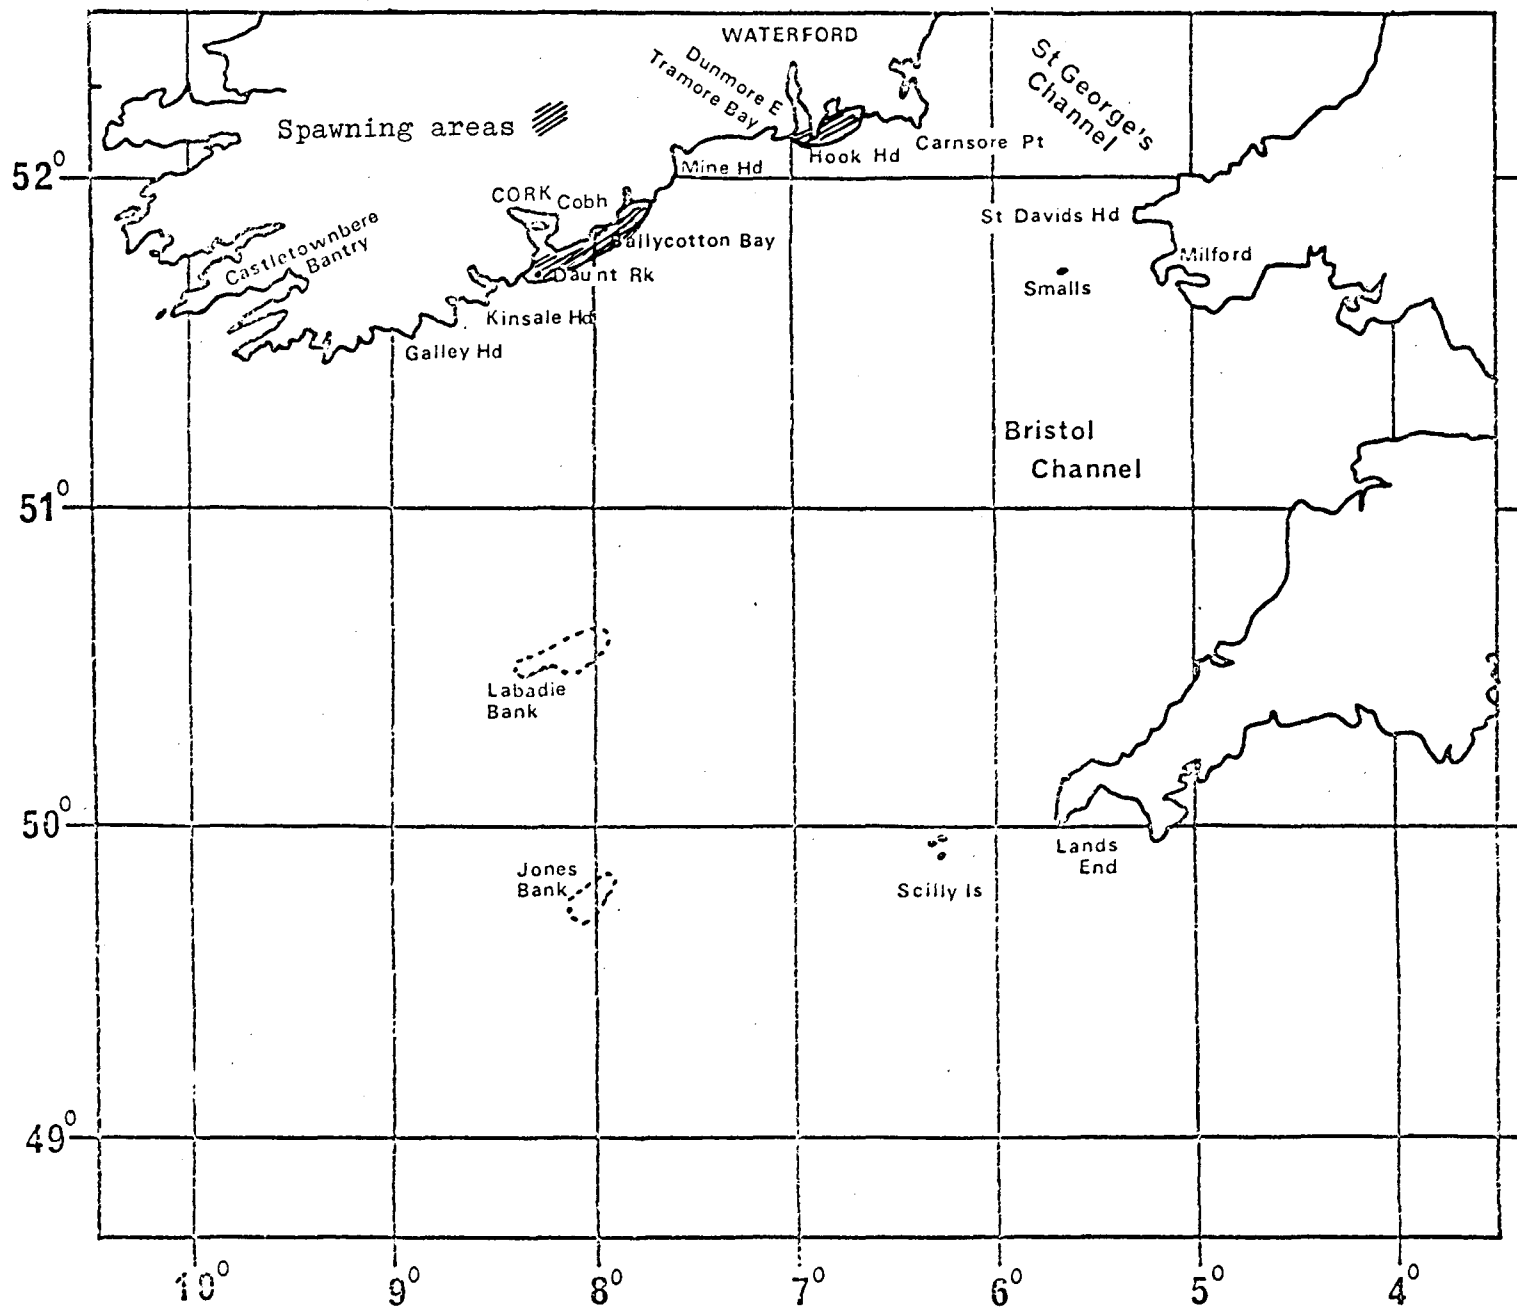 WATERFORD
Dunmore E
Tramore Bay
St George's
Channel
Spawning areas
Hook Hd
Carnsore Pt
52°
Mine Hd
CORK
Cobh
St Davids Hd
Castletownbere
Bantry
Ballycotton Bay
Milford
Daunt Rk
Smalls
Kinsale Hd
Galley Hd
Bristol
Channel
51°
Labadie
Bank
50°
Lands
End
Jones
Bank
Scilly Is
49°
10°
9°
8°
7°
6°
5°
4°